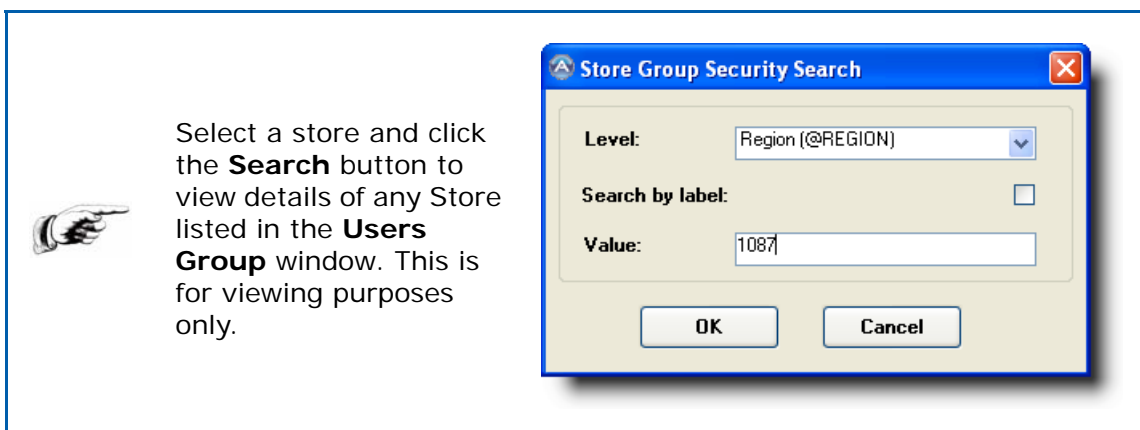 Select a store and click
the Search button to
view details of any Store
listed in the Users
Group window. This is
for viewing purposes
only.
Store Group Security Search
Level: Region (@REGION)
Search by label:
Value: 1087
OK Cancel